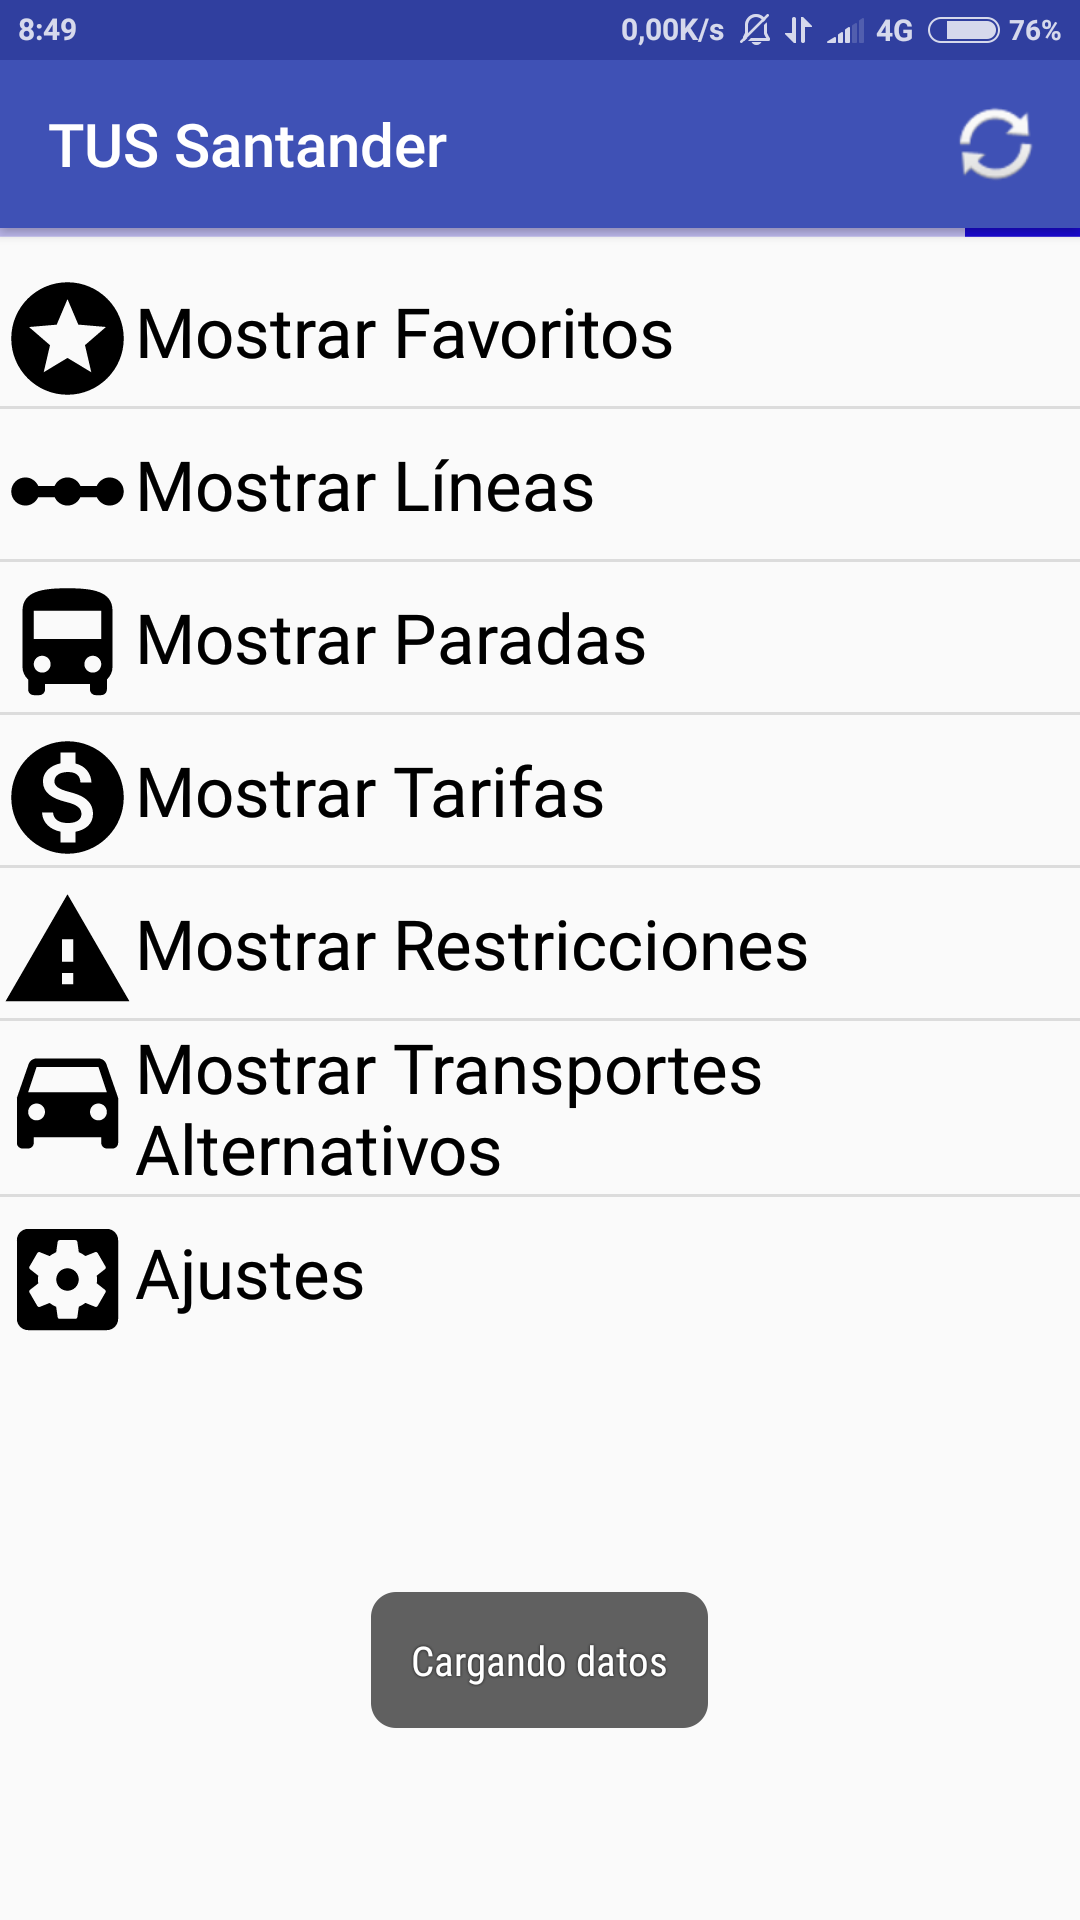 8:49 0,00K/s 4G 76%
TUS Santander
Mostrar Favoritos
Mostrar Líneas
Mostrar Paradas
Mostrar Tarifas
Mostrar Restricciones
Mostrar Transportes
Alternativos
Ajustes
Cargando datos